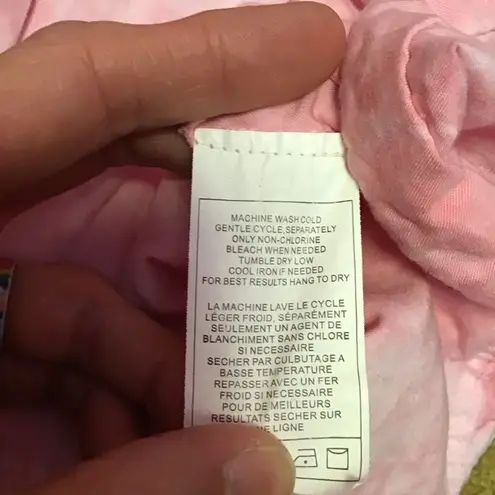 MACHINE WASH COLD
GENTLE CYCLE, SEPARATELY
ONLY NON-CHLORINE
BLEACH WHEN NEEDED
TUMBLE DRY LOW
COOL IRON IF NEEDED
FOR BEST RESULTS HANG TO DRY
LA MACHINE LAVE LE CYCLE
LÉGER FROID, SÉPARÉMENT
SEULEMENT UN AGENT DE
BLANCHIMENT SANS CHLORE
SI NECESSAIRE
SECHER PAR CULBUTAGE A
BASSE TEMPERATURE
REPASSER AVEC UN FER
FROID SI NECESSAIRE
POUR DE MEILLEURS
RESULTATS SECHER SUR
LIGNE